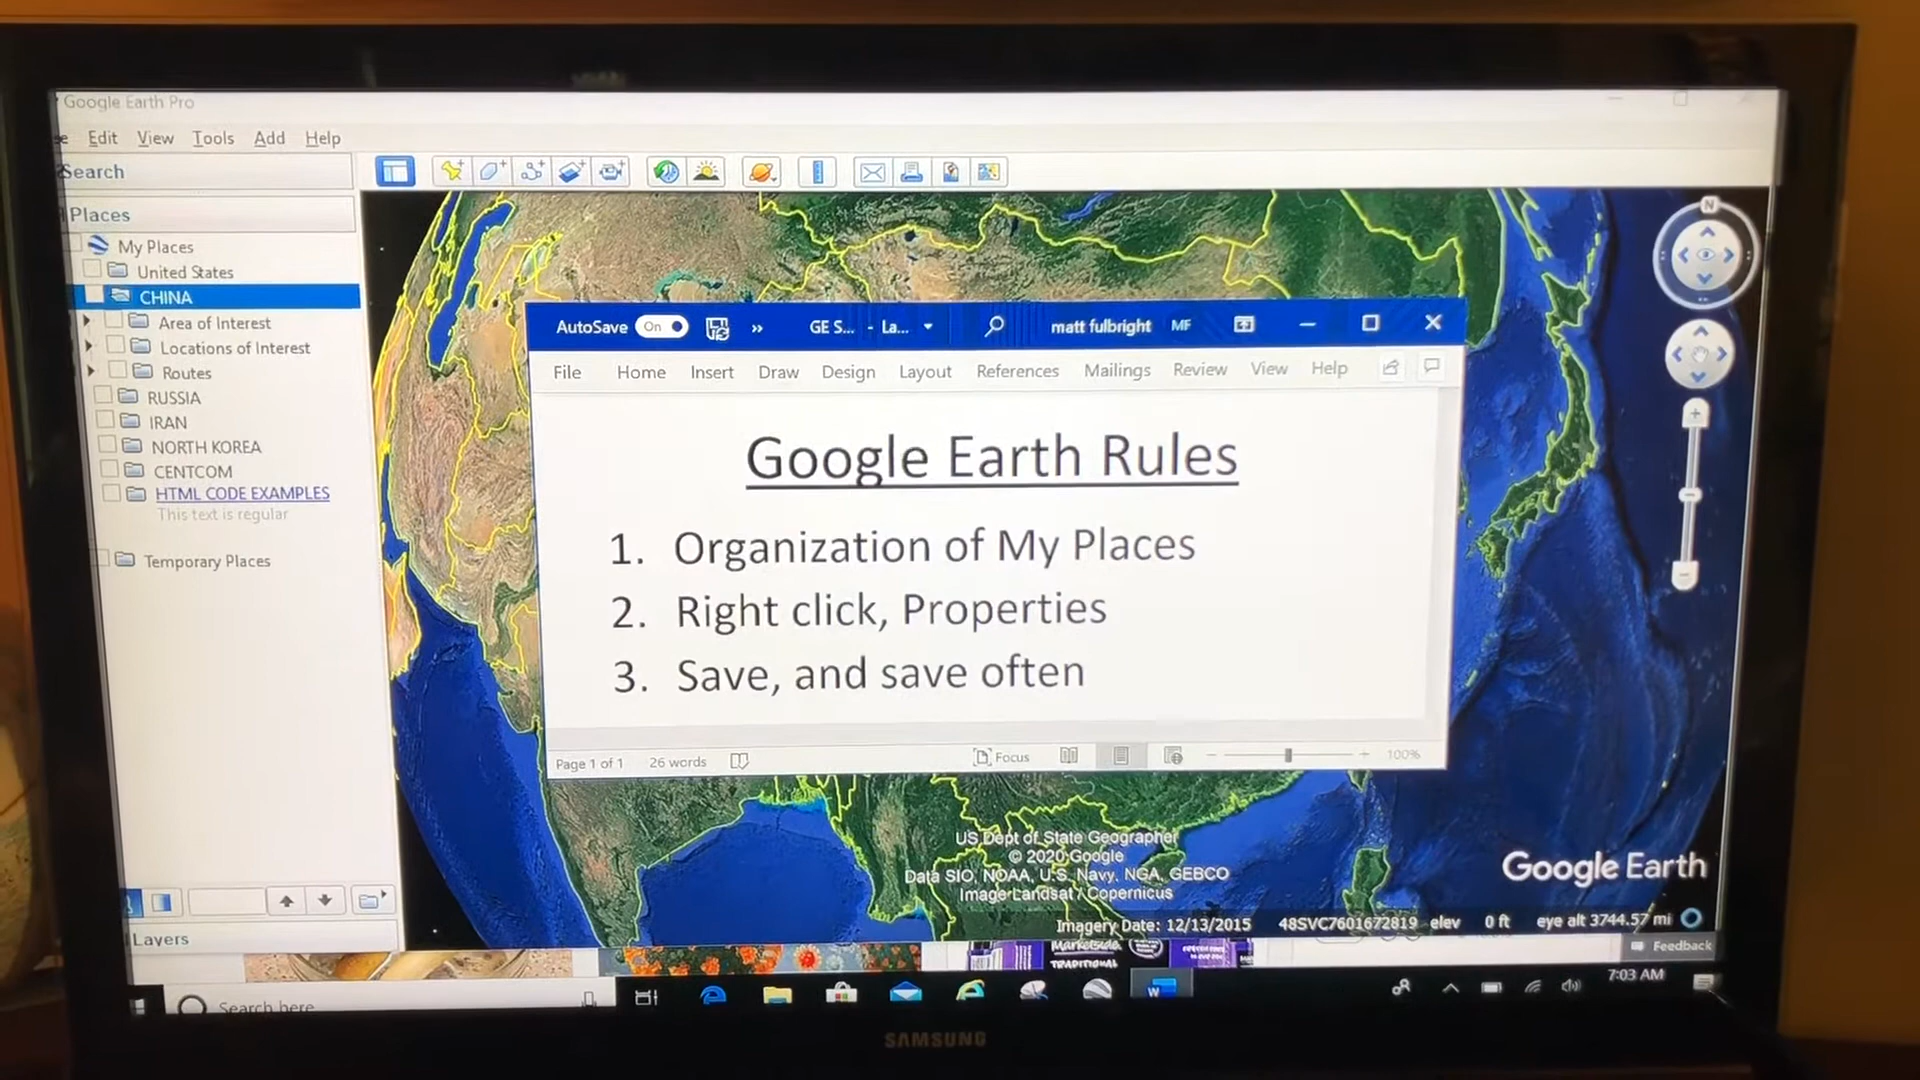 Google Earth Pro
Edit View Tools Add Help
Search
Places
My Places
United States
CHINA
Area of Interest
Locations of Interest
Routes
RUSSIA
IRAN
NORTH KOREA
CENTCOM
HTML CODE EXAMPLES
This text is regular
Temporary Places
Layers
N
AutoSave On » GE S... - La... matt fulbright MF
File Home Insert Draw Design Layout References Mailings Review View Help
Google Earth Rules
1. Organization of My Places
2. Right click, Properties
3. Save, and save often
Page 1 of 1 26 words Focus 100%
US Dept of State Geographer
© 2020 Google
Data SIO, NOAA, U.S. Navy, NGA, GEBCO
Image Landsat / Copernicus
Google Earth
Imagery Date: 12/13/2015 48SVC7601672819 elev 0 ft eye alt 3744.57 mi
Feedback
Marketside
TRADITIONAL
Search here
7:03 AM
SAMSUNG